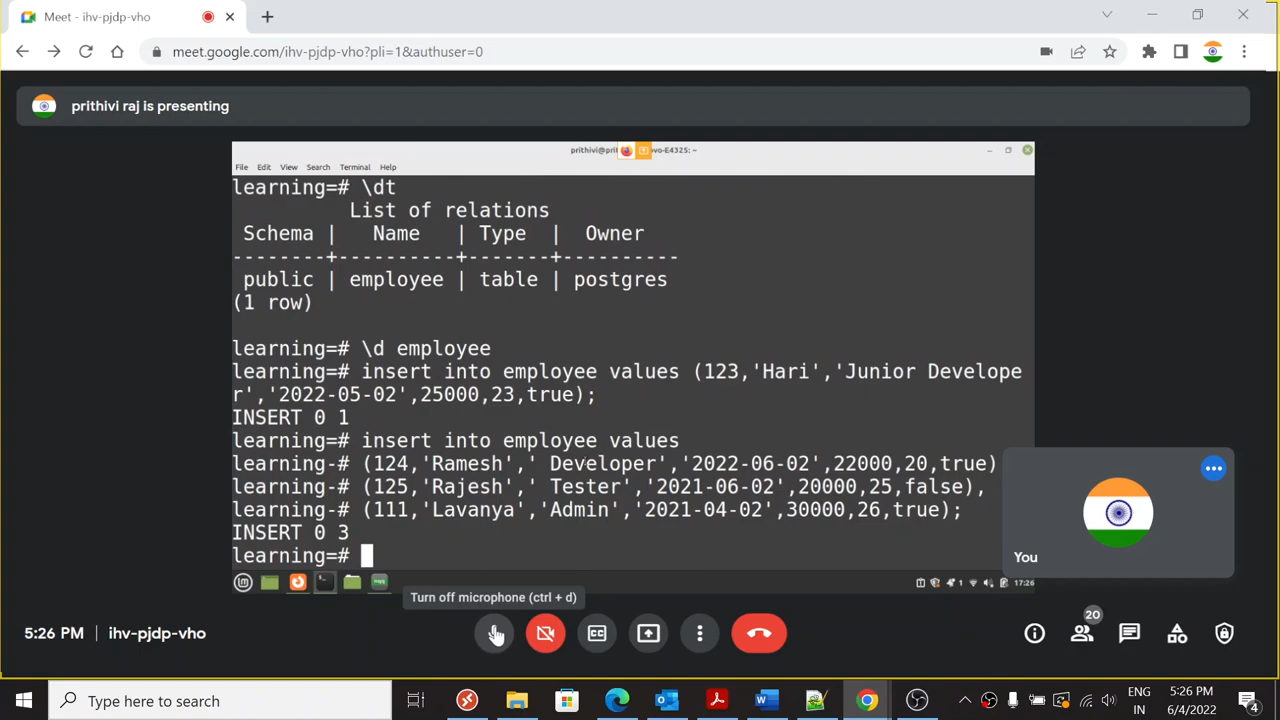 Meet - ihv-pjdp-vho
meet.google.com/ihv-pjdp-vho?pli=1&authuser=0
prithivi raj is presenting
File Edit View Search Terminal Help
learning=# \dt
List of relations
Schema | Name | Type | Owner
--------+----------+-------+----------
public | employee | table | postgres
(1 row)
learning=# \d employee
learning=# insert into employee values (123,'Hari','Junior Develope
r','2022-05-02',25000,23,true);
INSERT 0 1
learning=# insert into employee values
learning-# (124,'Ramesh',' Developer','2022-06-02',22000,20,true)
learning-# (125,'Rajesh',' Tester','2021-06-02',20000,25,false),
learning-# (111,'Lavanya','Admin','2021-04-02',30000,26,true);
INSERT 0 3
learning=#
You
17:26
Turn off microphone (ctrl + d)
5:26 PM | ihv-pjdp-vho
20
Type here to search
ENG
IN
5:26 PM
6/4/2022
4